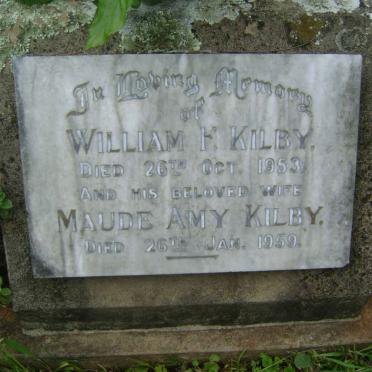 In Loving Memory
of
WILLIAM F. KILBY.
DIED 26TH OCT. 1953.
AND HIS BELOVED WIFE
MAUDE AMY KILBY.
DIED 26TH JAN. 1959.